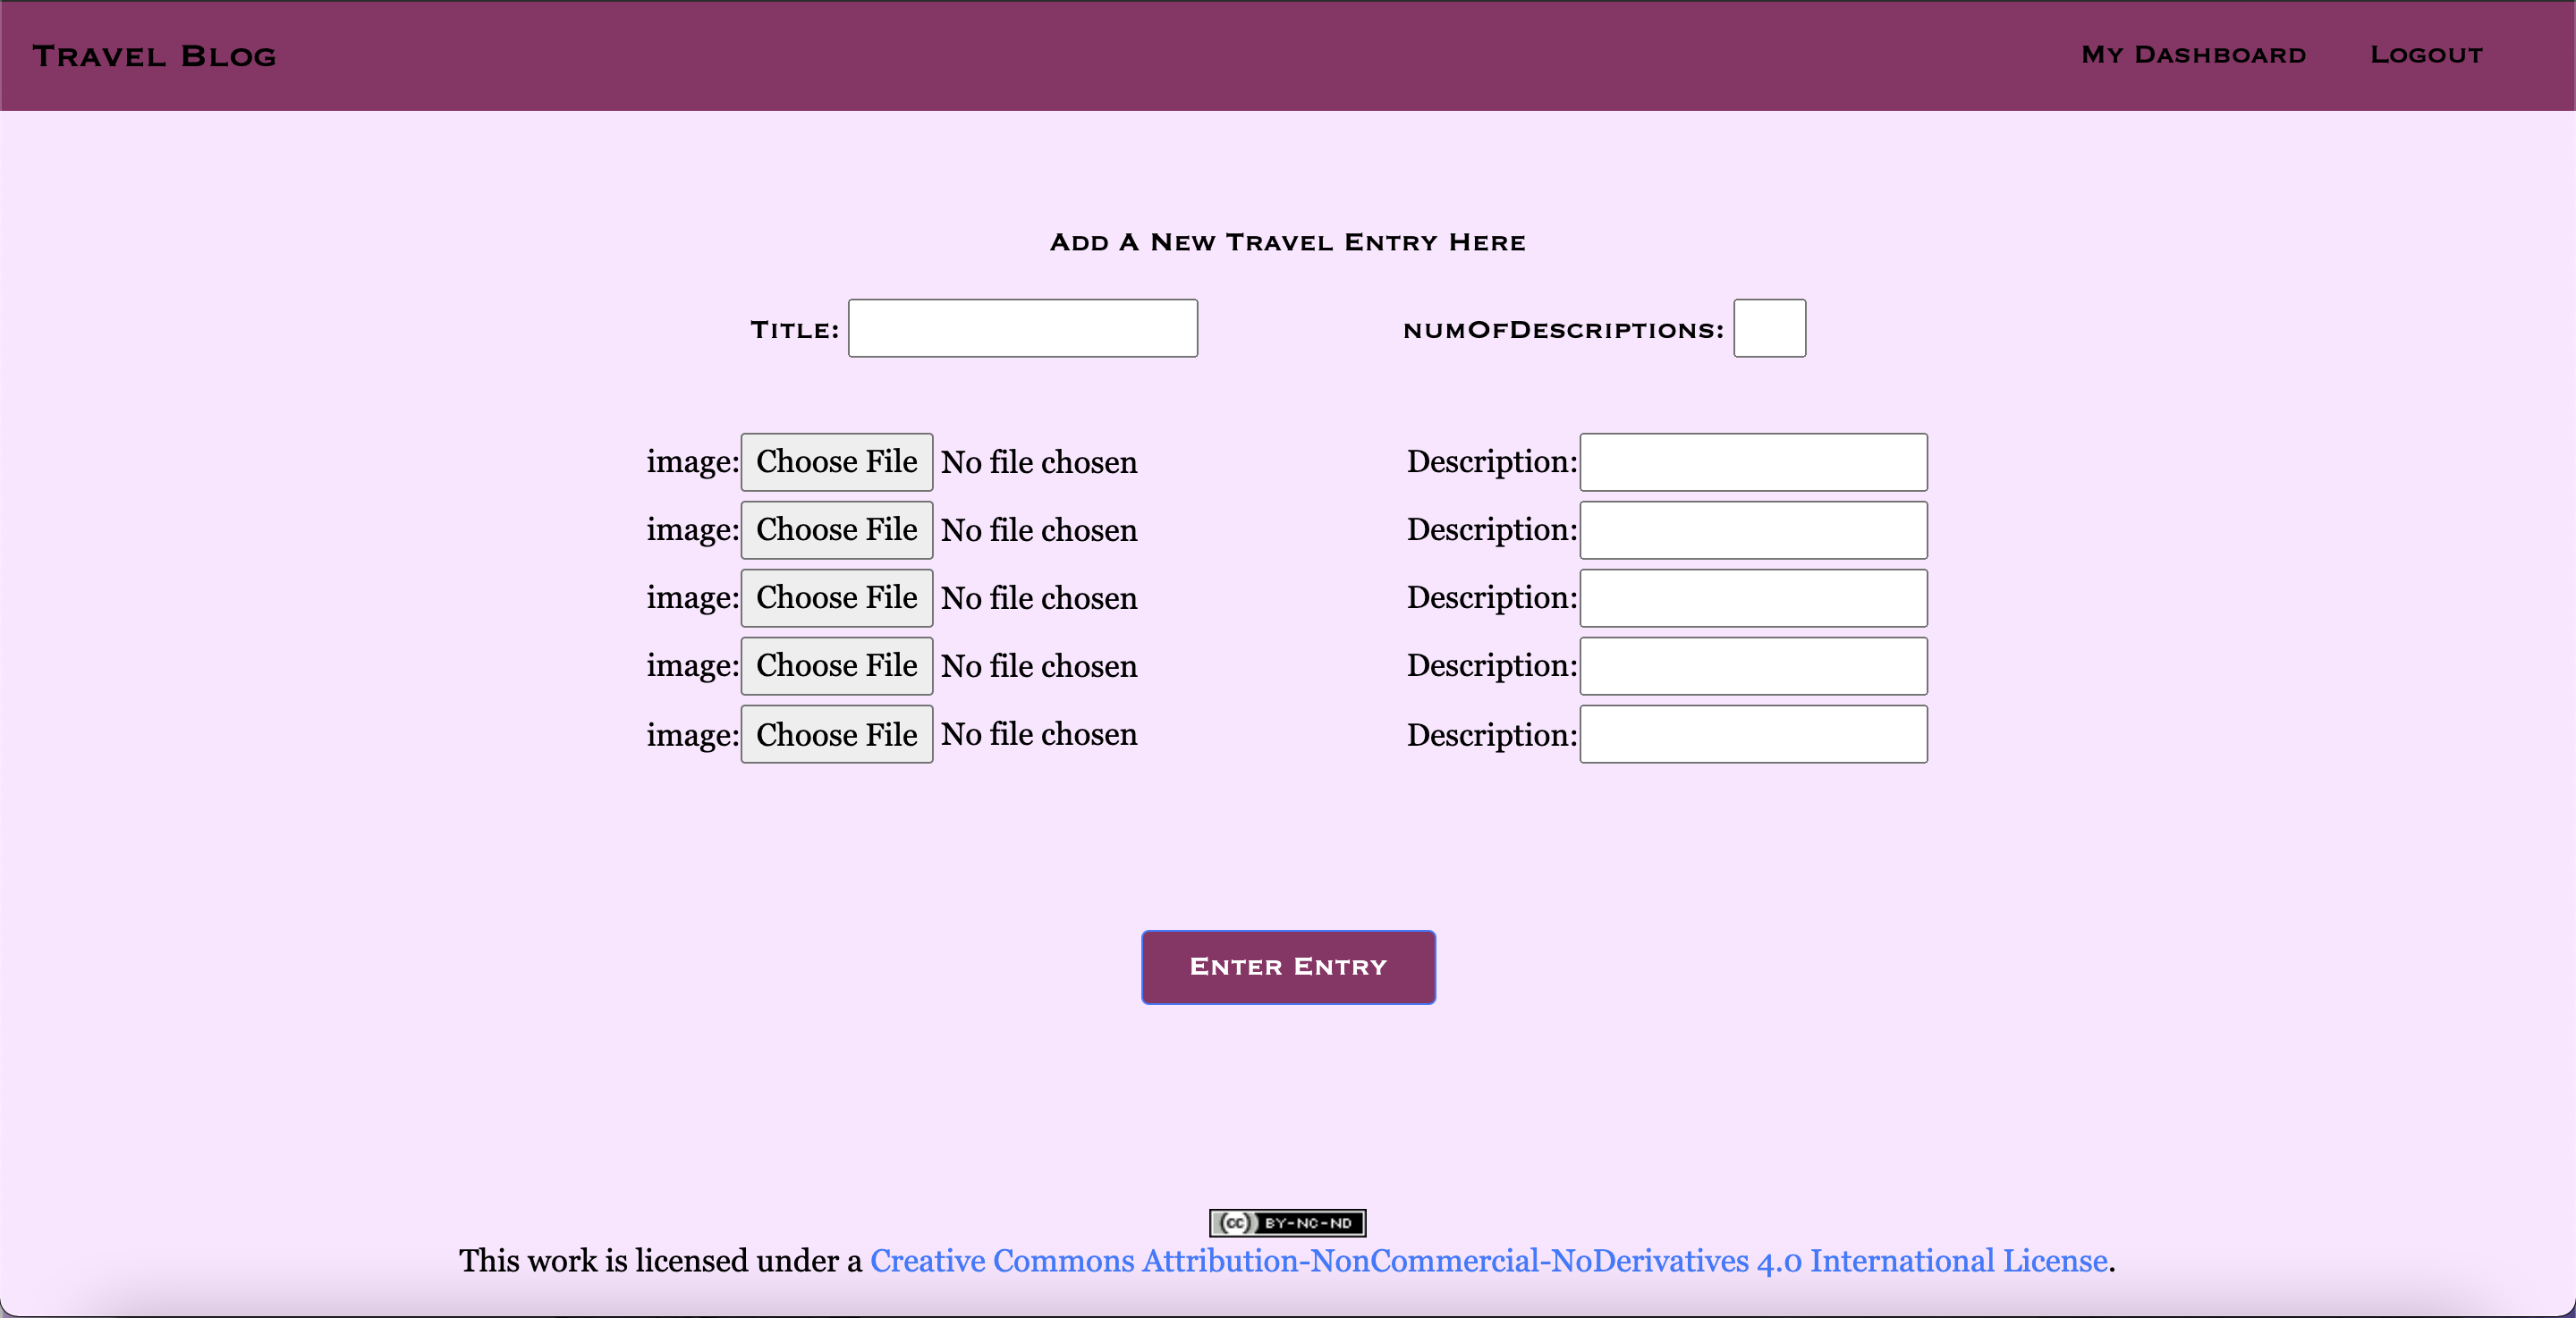 Travel Blog My Dashboard Logout
Add A New Travel Entry Here
Title: numOfDescriptions:
image: Choose File No file chosen Description:
image: Choose File No file chosen Description:
image: Choose File No file chosen Description:
image: Choose File No file chosen Description:
image: Choose File No file chosen Description:
Enter Entry
cc BY-NC-ND
This work is licensed under a Creative Commons Attribution-NonCommercial-NoDerivatives 4.0 International License.